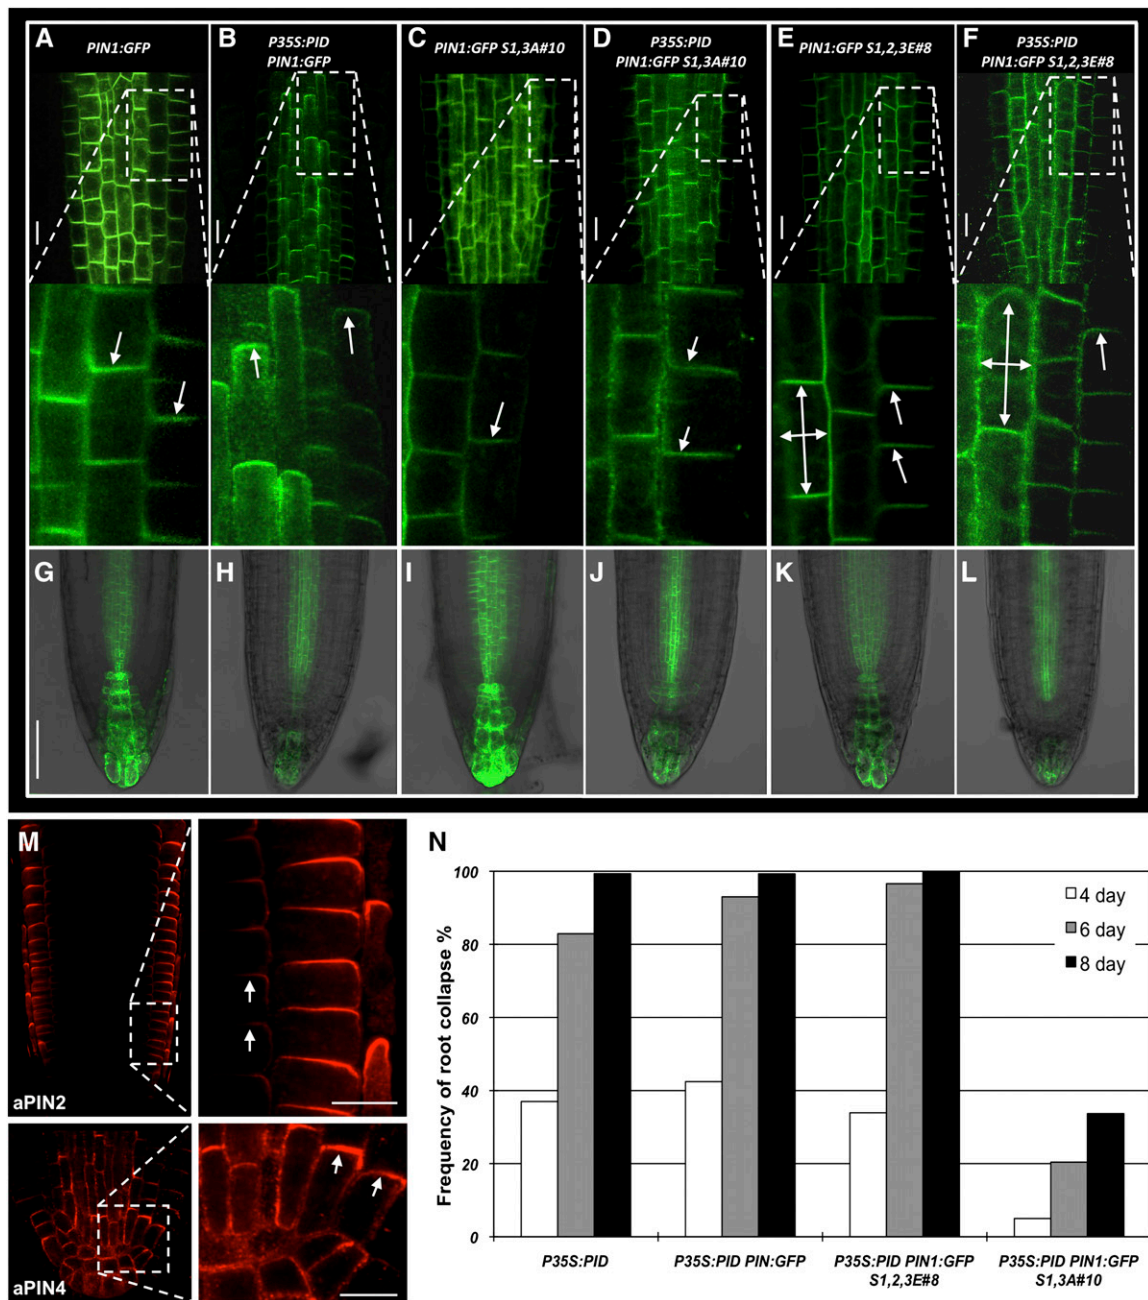 A
PIN1:GFP
B
P35S:PID
PIN1:GFP
C
PIN1:GFP S1,3A#10
D
P35S:PID
PIN1:GFP S1,3A#10
E
PIN1:GFP S1,2,3E#8
F
P35S:PID
PIN1:GFP S1,2,3E#8
G
H
I
J
K
L
M
aPIN2
aPIN4
N
Frequency of root collapse %
100
80
60
40
20
0
4 day
6 day
8 day
P35S:PID
P35S:PID PIN:GFP
P35S:PID PIN1:GFP
S1,2,3E#8
P35S:PID PIN1:GFP
S1,3A#10